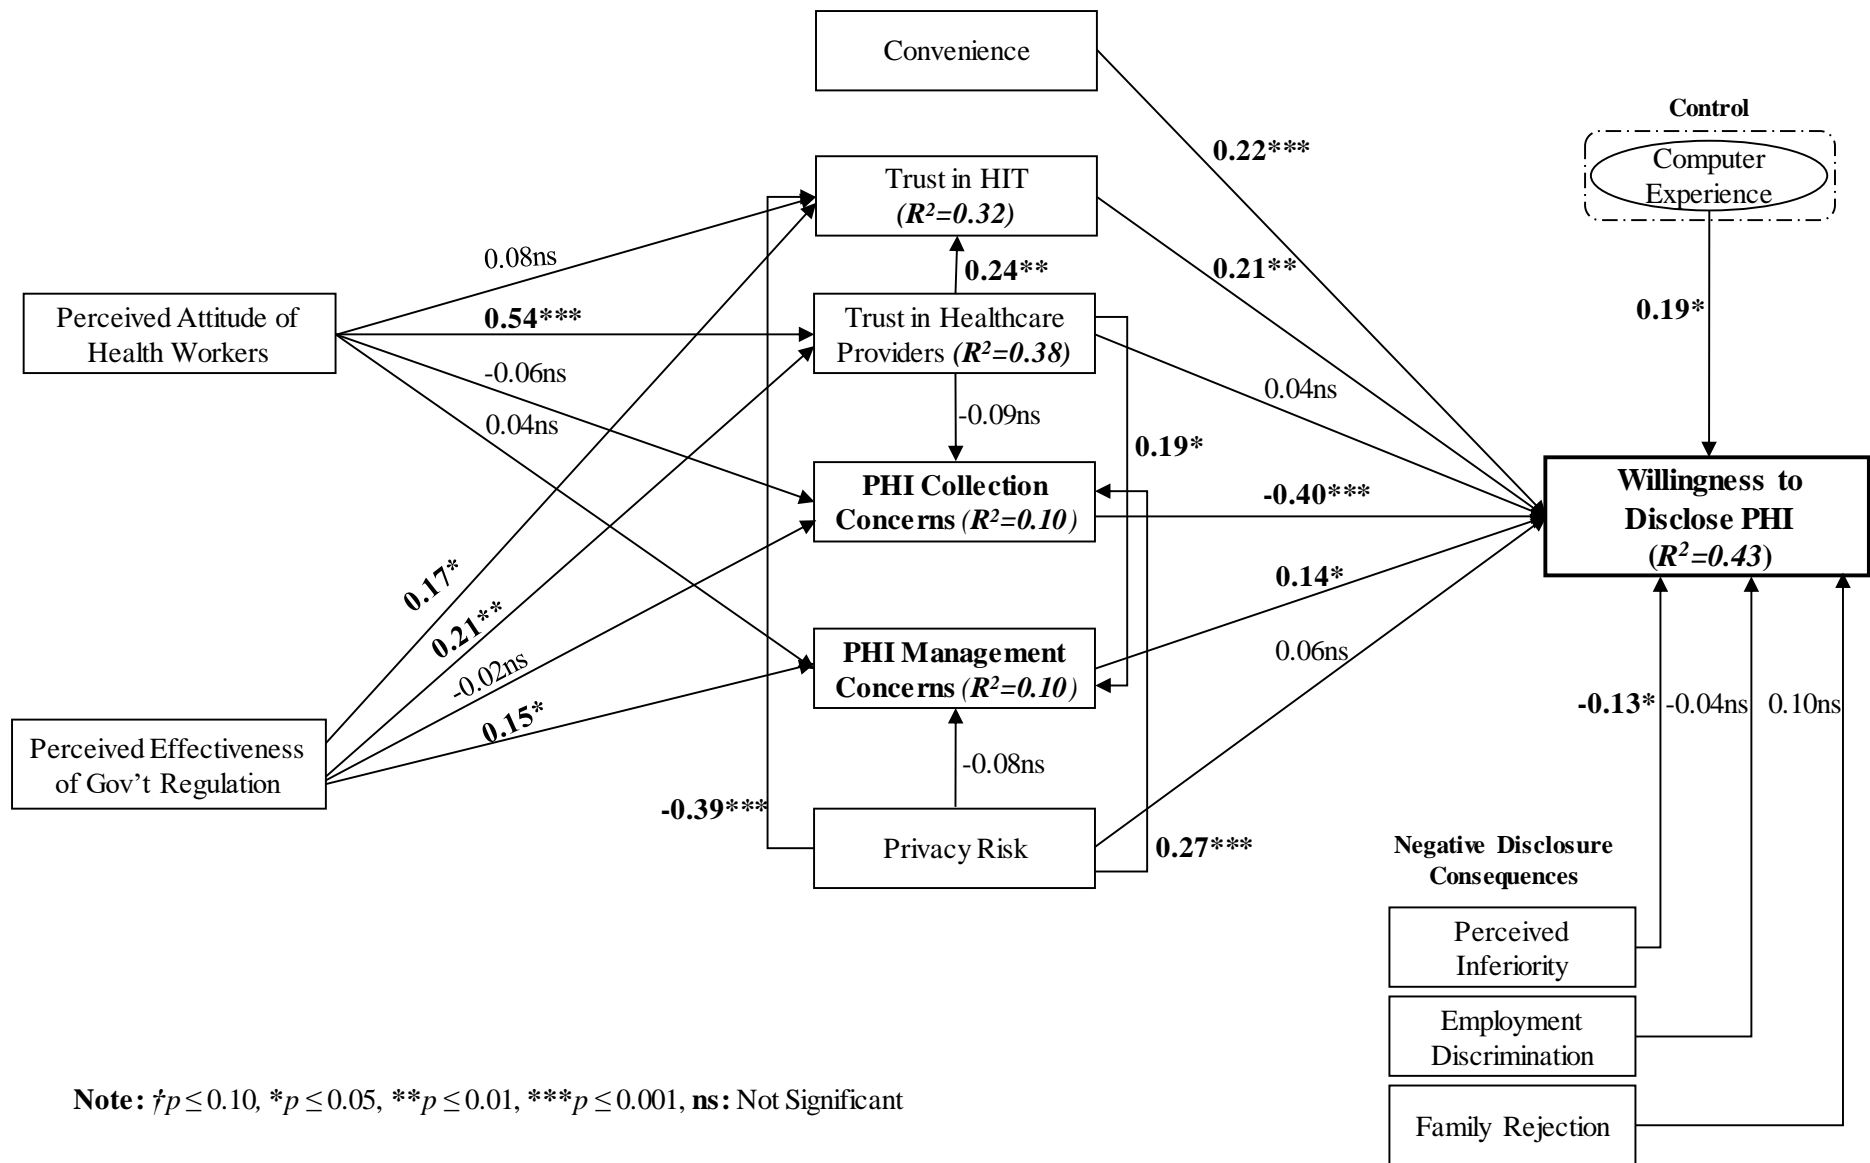 Convenience
Control
Computer
Experience
0.22***
Trust in HIT
(R²=0.32)
0.08ns
0.24**
0.21**
0.19*
Perceived Attitude of
Health Workers
0.54***
Trust in Healthcare
Providers (R²=0.38)
-0.06ns
0.04ns
-0.09ns
0.04ns
0.19*
PHI Collection
Concerns (R²=0.10)
-0.40***
Willingness to
Disclose PHI
(R²=0.43)
0.17*
0.21**
-0.02ns
0.15*
0.14*
PHI Management
Concerns (R²=0.10)
0.06ns
-0.13*
-0.04ns
0.10ns
Perceived Effectiveness
of Gov't Regulation
-0.08ns
-0.39***
Privacy Risk
0.27***
Negative Disclosure
Consequences
Perceived
Inferiority
Employment
Discrimination
Family Rejection
Note: †p ≤ 0.10, *p ≤ 0.05, **p ≤ 0.01, ***p ≤ 0.001, ns: Not Significant